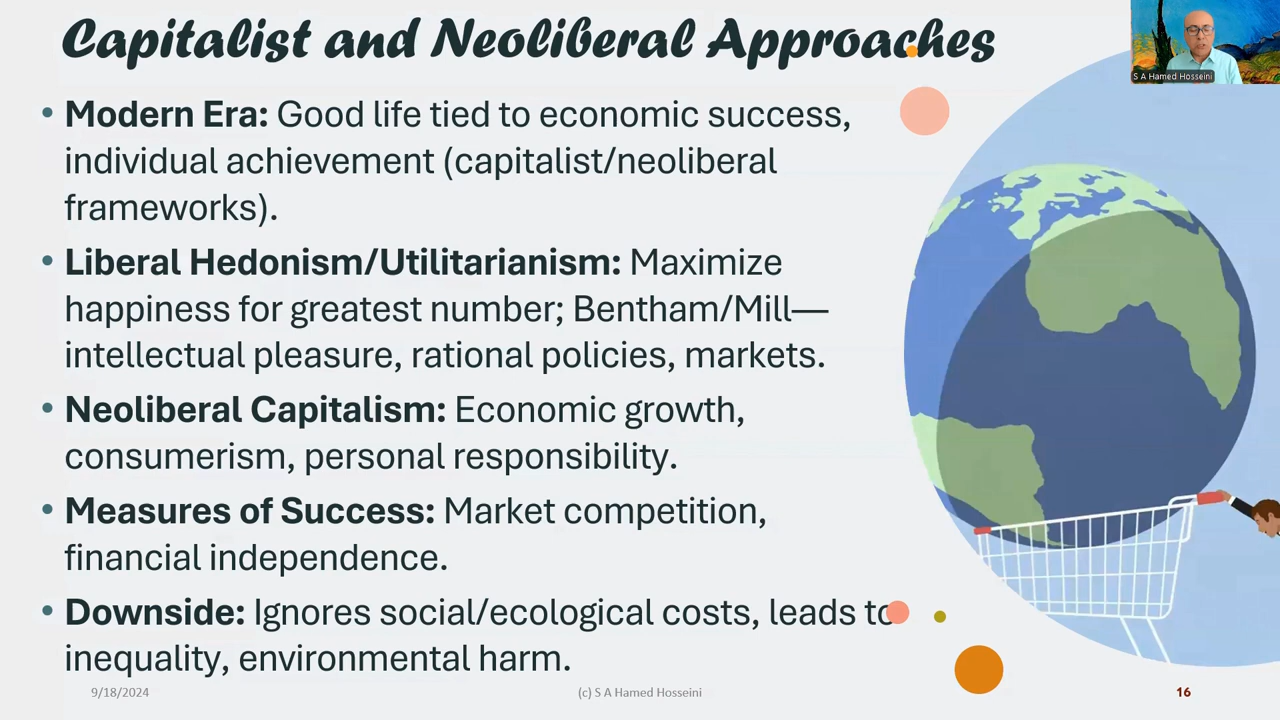 Capitalist and Neoliberal Approaches
S A Hamed Hosseini
• Modern Era: Good life tied to economic success,
individual achievement (capitalist/neoliberal
frameworks).
• Liberal Hedonism/Utilitarianism: Maximize
happiness for greatest number; Bentham/Mill—
intellectual pleasure, rational policies, markets.
• Neoliberal Capitalism: Economic growth,
consumerism, personal responsibility.
• Measures of Success: Market competition,
financial independence.
• Downside: Ignores social/ecological costs, leads to
inequality, environmental harm.
9/18/2024
(c) S A Hamed Hosseini
16